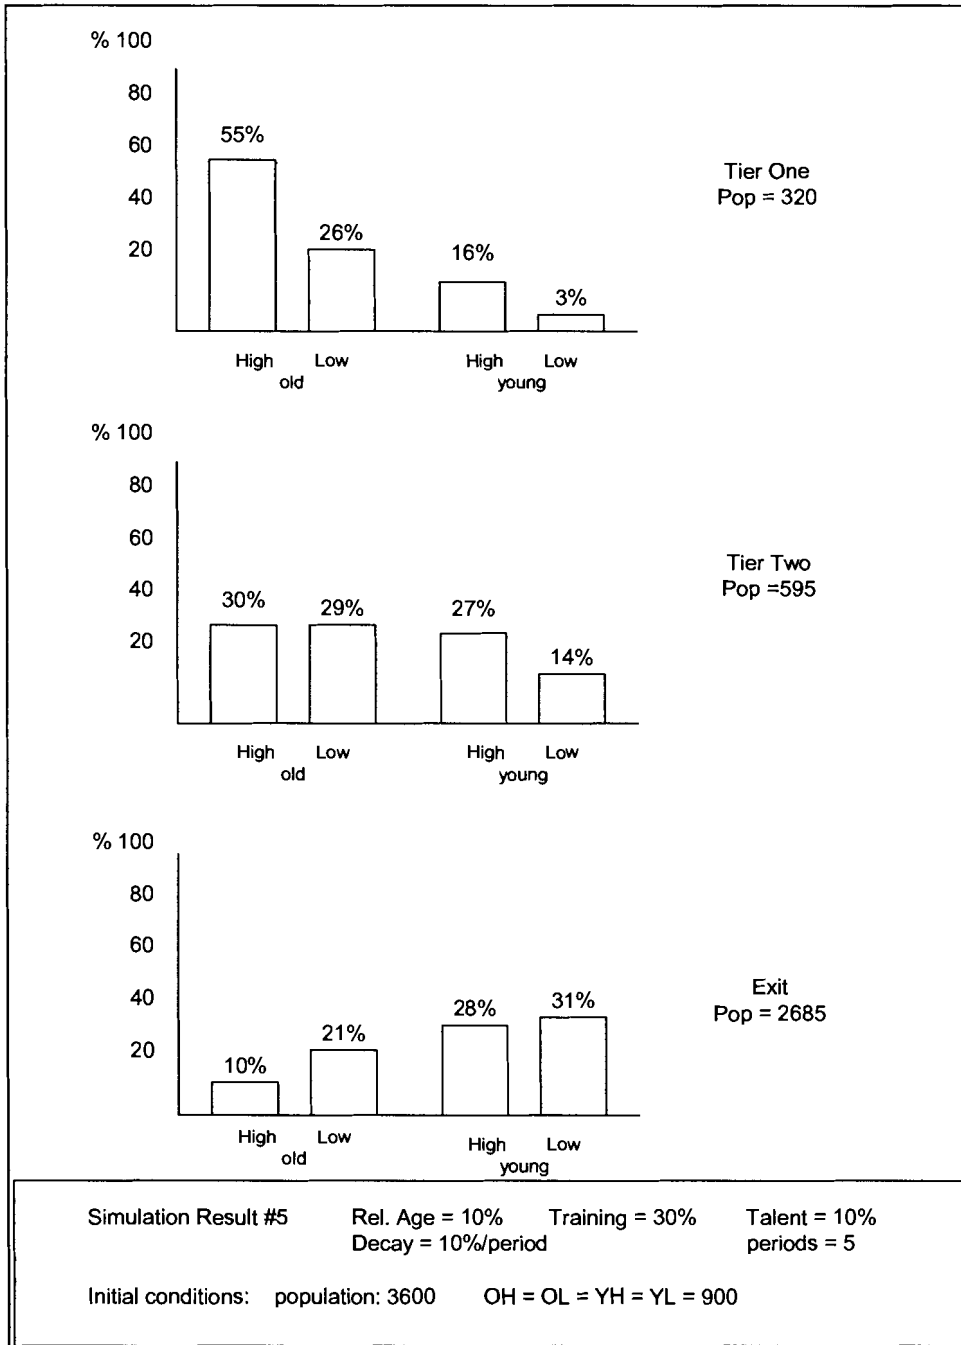 % 100
80
60
40
20
55%
26%
16%
3%
High Low High Low
old young
Tier One
Pop = 320
% 100
80
60
40
20
30%
29%
27%
14%
High Low High Low
old young
Tier Two
Pop =595
% 100
80
60
40
20
10%
21%
28%
31%
High Low High Low
old young
Exit
Pop = 2685
Simulation Result #5 Rel. Age = 10% Training = 30% Talent = 10%
Decay = 10%/period periods = 5
Initial conditions: population: 3600 OH = OL = YH = YL = 900